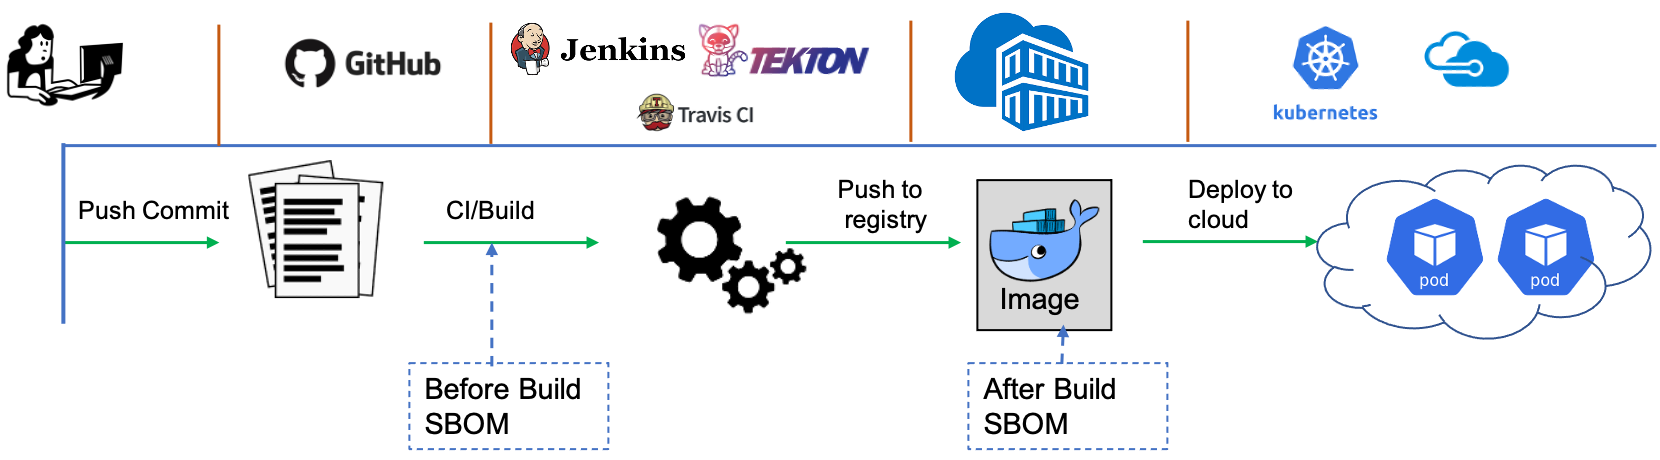 GitHub
Jenkins
TEKTON
T
Travis CI
kubernetes
Push Commit
CI/Build
Push to
registry
Image
Deploy to
cloud
pod
pod
Before Build
SBOM
After Build
SBOM